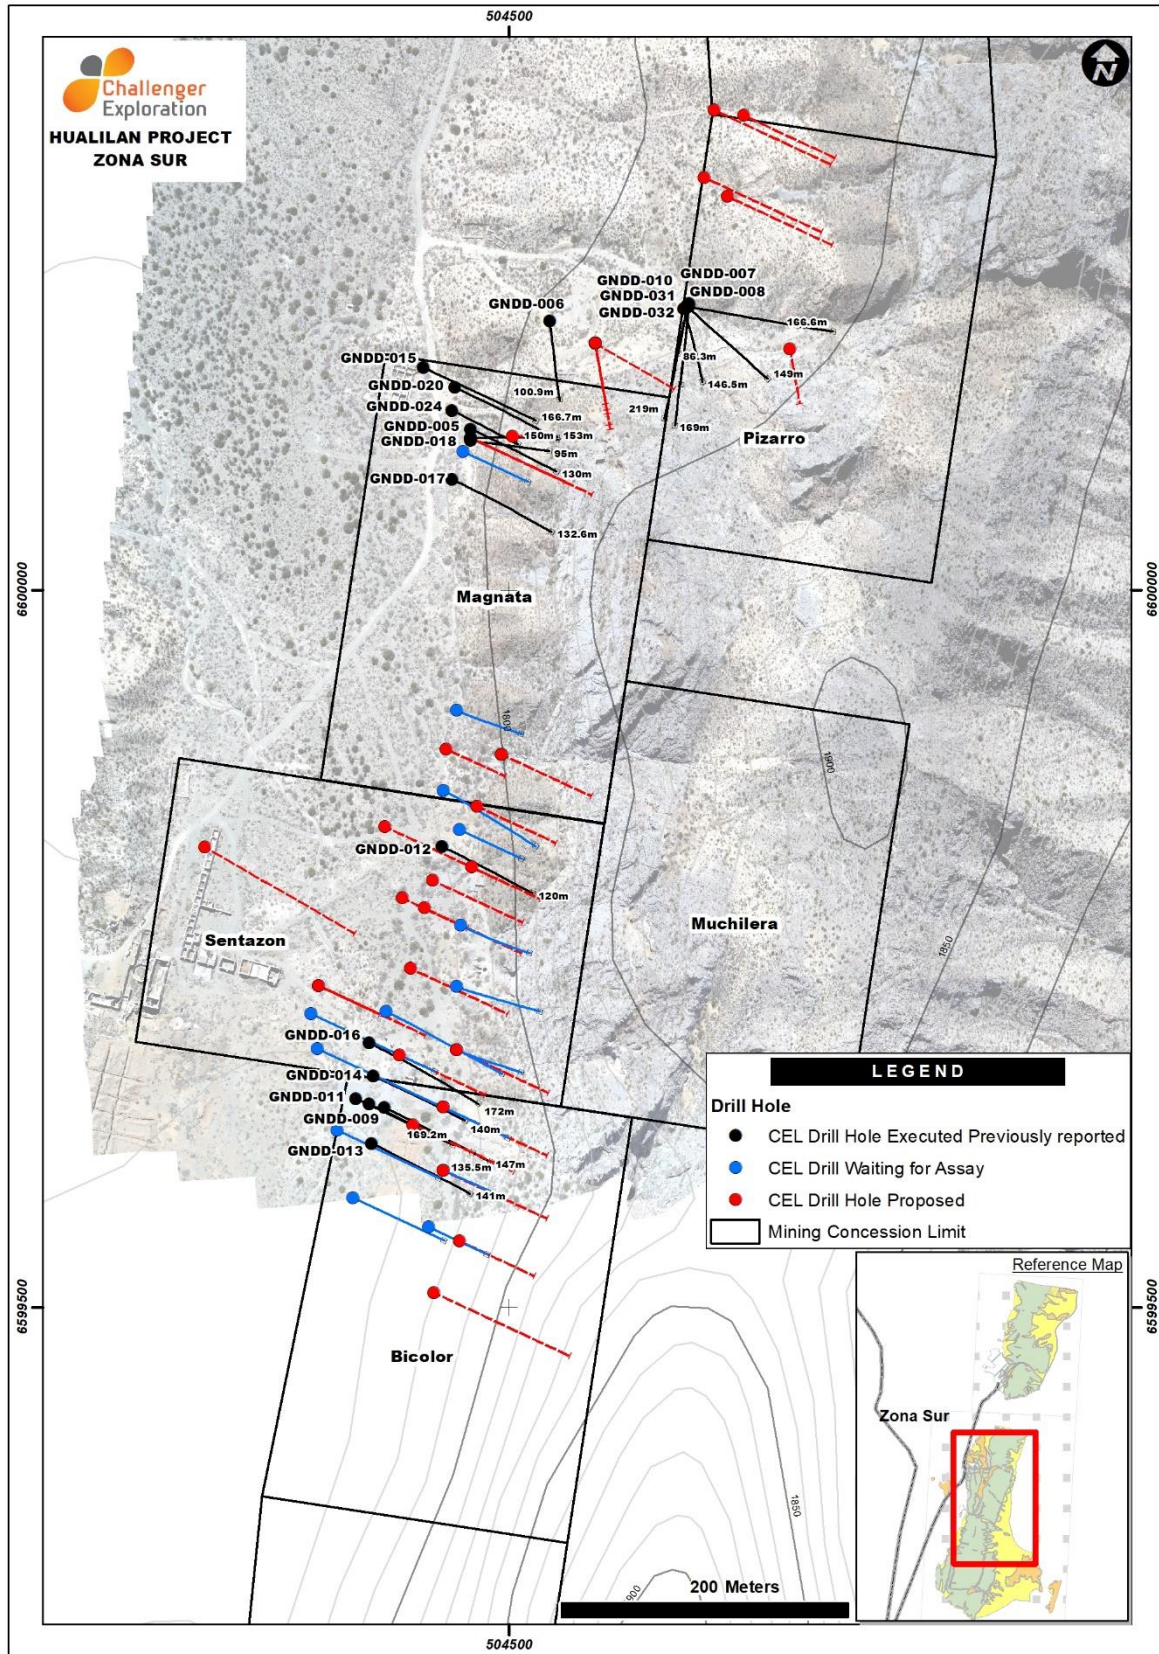 504500
Challenger
Exploration
HUALILAN PROJECT
ZONA SUR
N
GNDD-010
GNDD-007
GNDD-031
GNDD-008
GNDD-032
GNDD-006
166.6m
GNDD-015
86.3m
149m
146.5m
GNDD-020
100.9m
GNDD-024
166.7m
219m
169m
GNDD-005
150m
153m
Pizarro
GNDD-018
95m
130m
GNDD-017
132.6m
6600000
Magnata
6600000
1800
1900
GNDD-012
120m
Muchilera
Sentazon
1850
GNDD-016
GNDD-014
GNDD-011
172m
GNDD-009
140m
169.2m
GNDD-013
147m
135.5m
141m
LEGEND
Drill Hole
CEL Drill Hole Executed Previously reported
CEL Drill Waiting for Assay
CEL Drill Hole Proposed
Mining Concession Limit
Reference Map
6599500
6599500
Bicolor
Zona Sur
1850
1900
200 Meters
504500